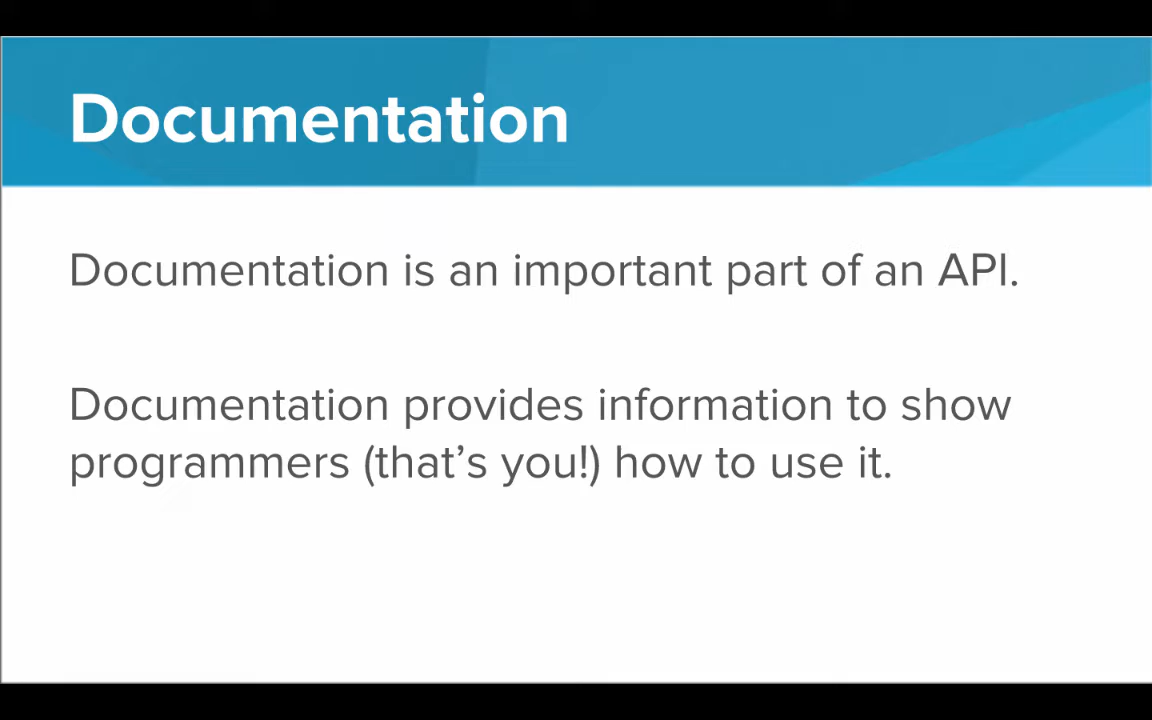 Documentation
Documentation is an important part of an API.
Documentation provides information to show
programmers (that’s you!) how to use it.